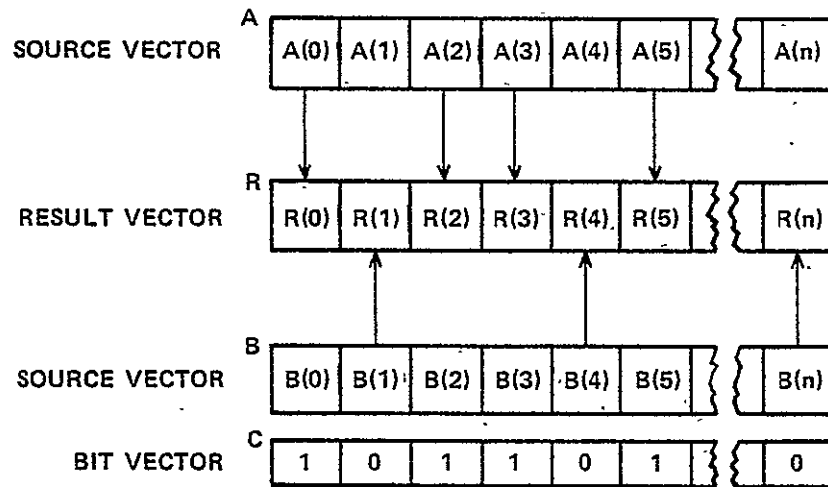 A
SOURCE VECTOR A(0) A(1) A(2) A(3) A(4) A(5) A(n)
R
RESULT VECTOR R(0) R(1) R(2) R(3) R(4) R(5) R(n)
B
SOURCE VECTOR B(0) B(1) B(2) B(3) B(4) B(5) B(n)
C
BIT VECTOR 1 0 1 1 0 1 0